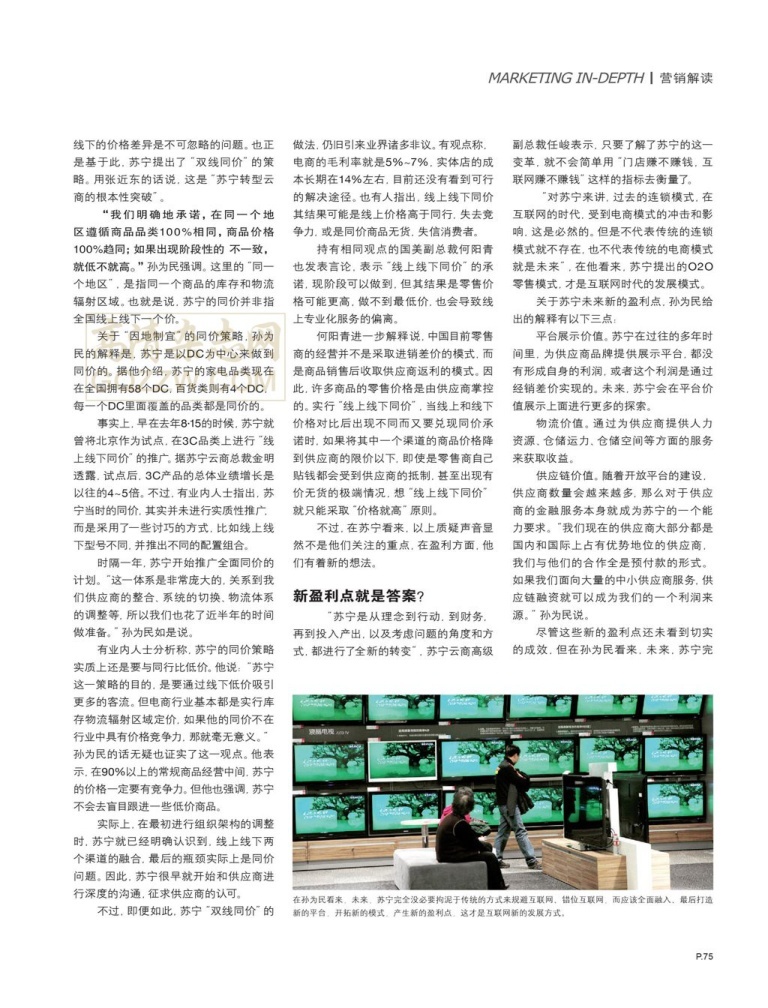 MARKETING IN-DEPTH | 营销解读
线下的价格差异是不可忽略的问题。也正
是基于此，苏宁提出了“双线同价”的策
略。用张近东的话说，这是“苏宁转型云
商的根本性突破”。
“我们明确地承诺，在同一个地
区遵循商品品类100%相同，商品价格
100%趋同；如果出现阶段性的 不一致，
就低不就高。”孙为民强调。这里的“同一
个地区”，是指同一个商品的库存和物流
辐射区域。也就是说，苏宁的同价并非指
全国线上线下一个价。
关于“因地制宜”的同价策略，孙为
民的解释是，苏宁是以DC为中心来做到
同价的。据他介绍，苏宁的家电品类现在
在全国拥有58个DC，百货类则有4个DC，
每一个DC里面覆盖的品类都是同价的。
事实上，早在去年8·15的时候，苏宁就
曾将北京作为试点，在3C品类上进行“线
上线下同价”的推广。据苏宁云商总裁金明
透露，试点后，3C产品的总体业绩增长是
以往的4~5倍。不过，有业内人士指出，苏
宁当时的同价，其实并未进行实质性推广，
而是采用了一些讨巧的方式，比如线上线
下型号不同，并推出不同的配置组合。
时隔一年，苏宁开始推广全面同价的
计划。“这一体系是非常庞大的，关系到我
们供应商的整合、系统的切换、物流体系
的调整等，所以我们也花了近半年的时间
做准备。”孙为民如是说。
有业内人士分析称，苏宁的同价策略
实质上还是要与同行比低价。他说：“苏宁
这一策略的目的，是要通过线下低价吸引
更多的客流。但电商行业基本都是实行库
存物流辐射区域定价，如果他的同价不在
行业中具有价格竞争力，那就毫无意义。”
孙为民的话无疑也证实了这一观点。他表
示，在90%以上的常规商品经营中间，苏宁
的价格一定要有竞争力。但他也强调，苏宁
不会去盲目跟进一些低价商品。
实际上，在最初进行组织架构的调整
时，苏宁就已经明确认识到，线上线下两
个渠道的融合，最后的瓶颈实际上是同价
问题。因此，苏宁很早就开始和供应商进
行深度的沟通，征求供应商的认可。
不过，即便如此，苏宁“双线同价”的
做法，仍旧引来业界诸多非议。有观点称，
电商的毛利率就是5%~7%，实体店的成
本长期在14%左右，目前还没有看到可行
的解决途径。也有人指出，线上线下同价
其结果可能是线上价格高于同行，失去竞
争力，或是同价商品无货，失信消费者。
持有相同观点的国美副总裁何阳青
也发表言论，表示“线上线下同价”的承
诺，现阶段可以做到，但其结果是零售价
格可能更高，做不到最低价，也会导致线
上专业化服务的偏离。
何阳青进一步解释说，中国目前零售
商的经营并不是采取进销差价的模式，而
是商品销售后收取供应商返利的模式。因
此，许多商品的零售价格是由供应商掌控
的。实行“线上线下同价”，当线上和线下
价格对比后出现不同而又要兑现同价承
诺时，如果将其中一个渠道的商品价格降
到供应商的限价以下，即使是零售商自己
贴钱都会受到供应商的抵制，甚至出现有
价无货的极端情况，想“线上线下同价”
就只能采取“价格就高”原则。
不过，在苏宁看来，以上质疑声音显
然不是他们关注的重点，在盈利方面，他
们有着新的想法。
新盈利点就是答案?
“苏宁是从理念到行动，到财务，
再到投入产出，以及考虑问题的角度和方
式，都进行了全新的转变”，苏宁云商高级
副总裁任峻表示，只要了解了苏宁的这一
变革，就不会简单用“门店赚不赚钱，互
联网赚不赚钱”这样的指标去衡量了。
“对苏宁来讲，过去的连锁模式，在
互联网的时代，受到电商模式的冲击和影
响，这是必然的。但是不代表传统的连锁
模式就不存在，也不代表传统的电商模式
就是未来”，在他看来，苏宁提出的O2O
零售模式，才是互联网时代的发展模式。
关于苏宁未来新的盈利点，孙为民给
出的解释有以下三点：
平台展示价值。苏宁在过往的多年时
间里，为供应商品牌提供展示平台，都没
有形成自身的利润，或者这个利润是通过
经销差价实现的。未来，苏宁会在平台价
值展示上面进行更多的探索。
物流价值。通过为供应商提供人力
资源，仓储运力，仓储空间等方面的服务
来获取收益。
供应链价值。随着开放平台的建设，
供应商数量会越来越多，那么对于供应
商的金融服务本身就成为苏宁的一个能
力要求。“我们现在的供应商大部分都是
国内和国际上占有优势地位的供应商，
我们与他们的合作全是预付款的形式。
如果我们面向大量的中小供应商服务，供
应链融资就可以成为我们的一个利润来
源。”孙为民说。
尽管这些新的盈利点还未看到切实
的成效，但在孙为民看来，未来，苏宁完
液晶电视 LCD TV
在孙为民看来，未来，苏宁完全没必要拘泥于传统的方式来规避互联网、错位互联网，而应该全面融入，最后打造
新的平台，开拓新的模式，产生新的盈利点，这才是互联网新的发展方式。
P.75